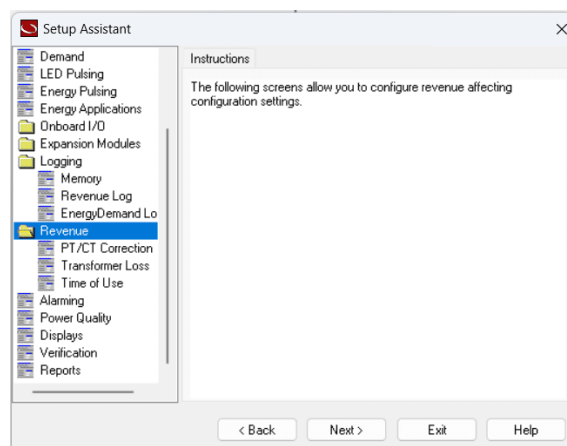 Setup Assistant
Demand
LED Pulsing
Energy Pulsing
Energy Applications
Onboard I/O
Expansion Modules
Logging
Memory
Revenue Log
EnergyDemand Lo
Revenue
PT/CT Correction
Transformer Loss
Time of Use
Alarming
Power Quality
Displays
Verification
Reports
Instructions
The following screens allow you to configure revenue affecting
configuration settings.
< Back
Next >
Exit
Help